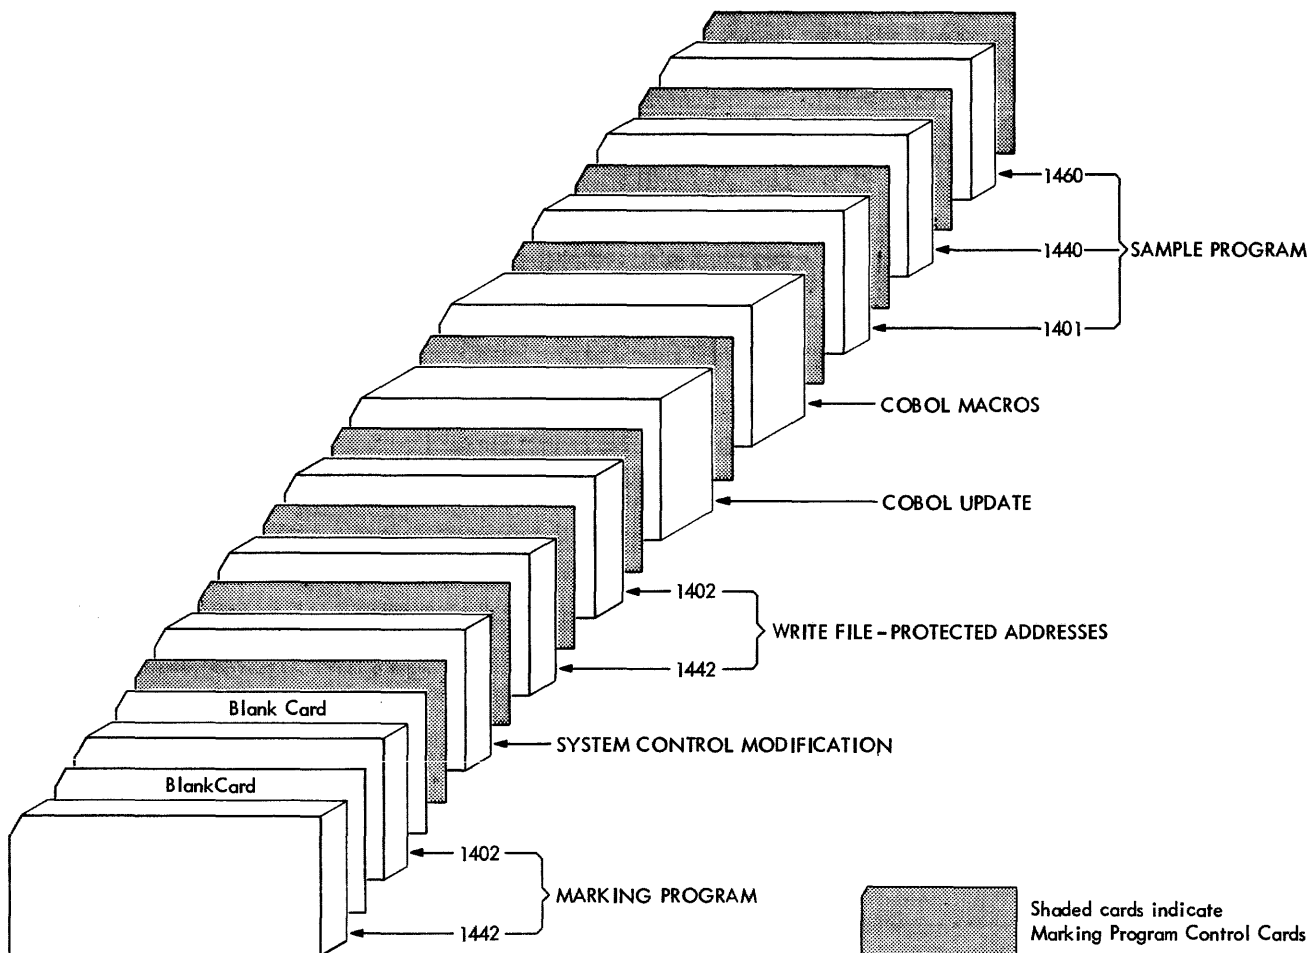 1460
1440
SAMPLE PROGRAM
1401
COBOL MACROS
COBOL UPDATE
1402
WRITE FILE-PROTECTED ADDRESSES
1442
Blank Card
SYSTEM CONTROL MODIFICATION
BlankCard
1402
MARKING PROGRAM
1442
Shaded cards indicate
Marking Program Control Cards